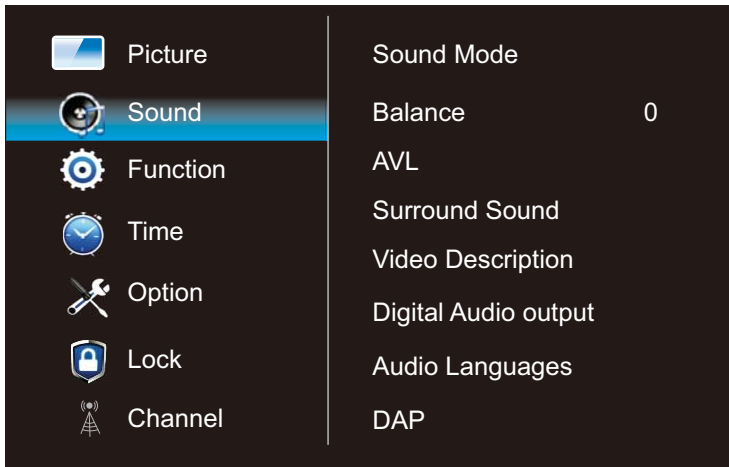 Picture
Sound
Function
Time
Option
Lock
Channel
Sound Mode
Balance 0
AVL
Surround Sound
Video Description
Digital Audio output
Audio Languages
DAP